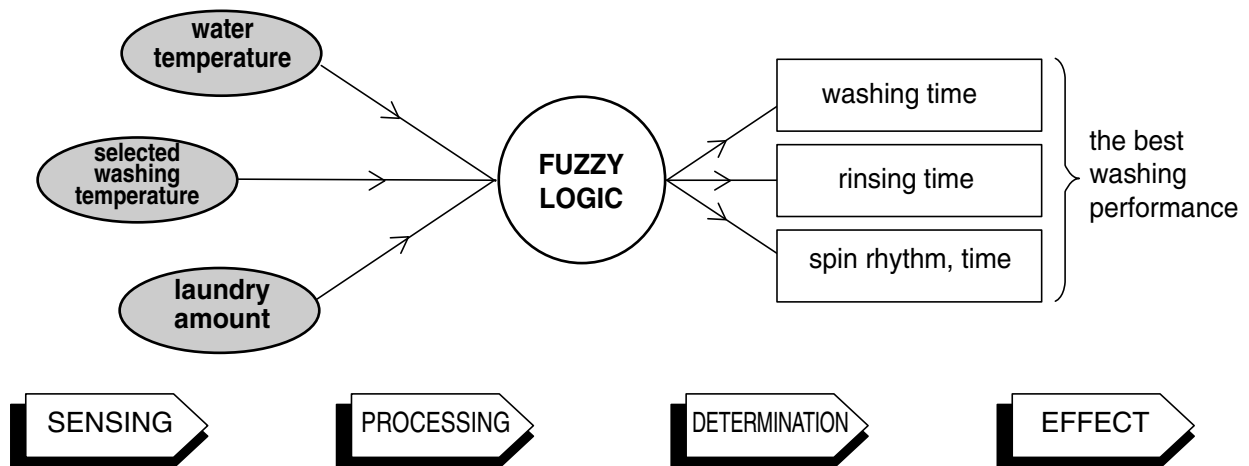 water
temperature
selected
washing
temperature
laundry
amount
FUZZY
LOGIC
washing time
rinsing time
spin rhythm, time
the best
washing
performance
SENSING
PROCESSING
DETERMINATION
EFFECT